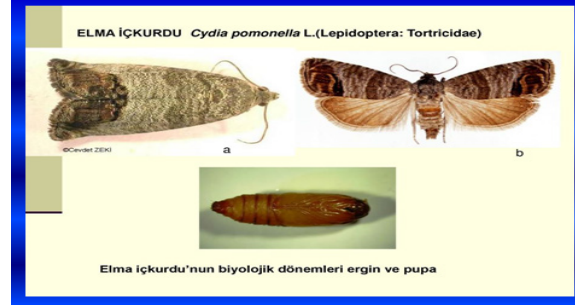 ELMA İÇKURDU Cydia pomonella L.(Lepidoptera: Tortricidae)
©Cevdet ZEKİ
a
b
Elma içkurdu'nun biyolojik dönemleri ergin ve pupa